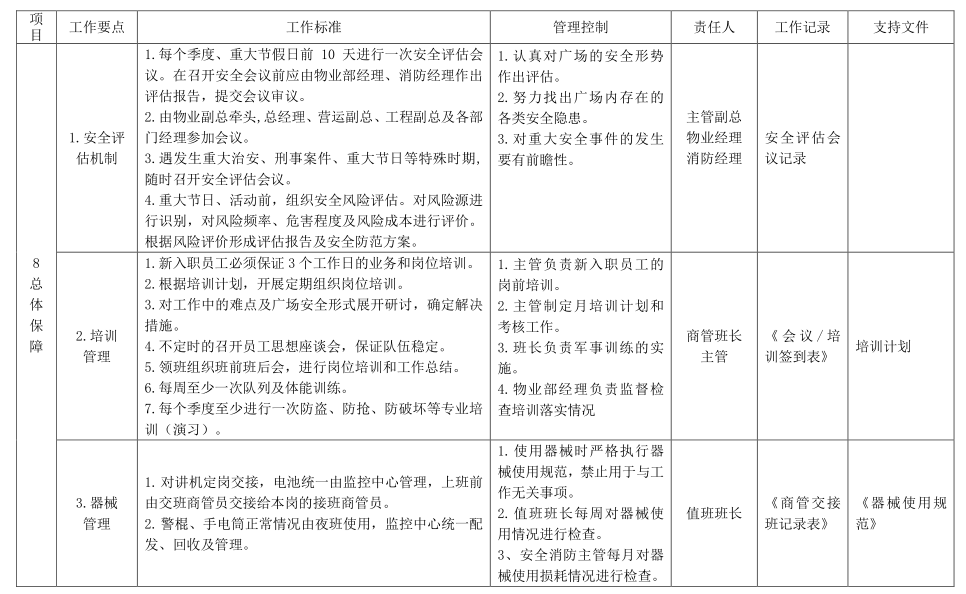 项目 工作要点 工作标准 管理控制 责任人 工作记录 支持文件
8
总
体
保
障
1.安全评
估机制
1.每个季度、重大节假日前 10 天进行一次安全评估会
议。在召开安全会议前应由物业部经理、消防经理作出
评估报告，提交会议审议。
2.由物业副总牵头,总经理、营运副总、工程副总及各部
门经理参加会议。
3.遇发生重大治安、刑事案件、重大节日等特殊时期,
随时召开安全评估会议。
4.重大节日、活动前，组织安全风险评估。对风险源进
行识别，对风险频率、危害程度及风险成本进行评价。
根据风险评价形成评估报告及安全防范方案。
1.认真对广场的安全形势
作出评估。
2.努力找出广场内存在的
各类安全隐患。
3.对重大安全事件的发生
要有前瞻性。
主管副总
物业经理
消防经理
安全评估会
议记录
2.培训
管理
1.新入职员工必须保证3个工作日的业务和岗位培训。
2.根据培训计划，开展定期组织岗位培训。
3.对工作中的难点及广场安全形式展开研讨，确定解决
措施。
4.不定时的召开员工思想座谈会，保证队伍稳定。
5.领班组织班前班后会，进行岗位培训和工作总结。
6.每周至少一次队列及体能训练。
7.每个季度至少进行一次防盗、防抢、防破坏等专业培
训（演习）。
1.主管负责新入职员工的
岗前培训。
2.主管制定月培训计划和
考核工作。
3.班长负责军事训练的实
施。
4.物业部经理负责监督检
查培训落实情况
商管班长
主管
《会议/培
训签到表》
培训计划
3.器械
管理
1. 对讲机定岗交接，电池统一由监控中心管理，上班前
由交班商管员交接给本岗的接班商管员。
2. 警棍、手电筒正常情况由夜班使用，监控中心统一配
发、回收及管理。
1.使用器械时严格执行器
械使用规范，禁止用于与工
作无关事项。
2.值班班长每周对器械使
用情况进行检查。
3、安全消防主管每月对器
械使用损耗情况进行检查。
值班班长
《商管交接
班记录表》
《器械使用规
范》